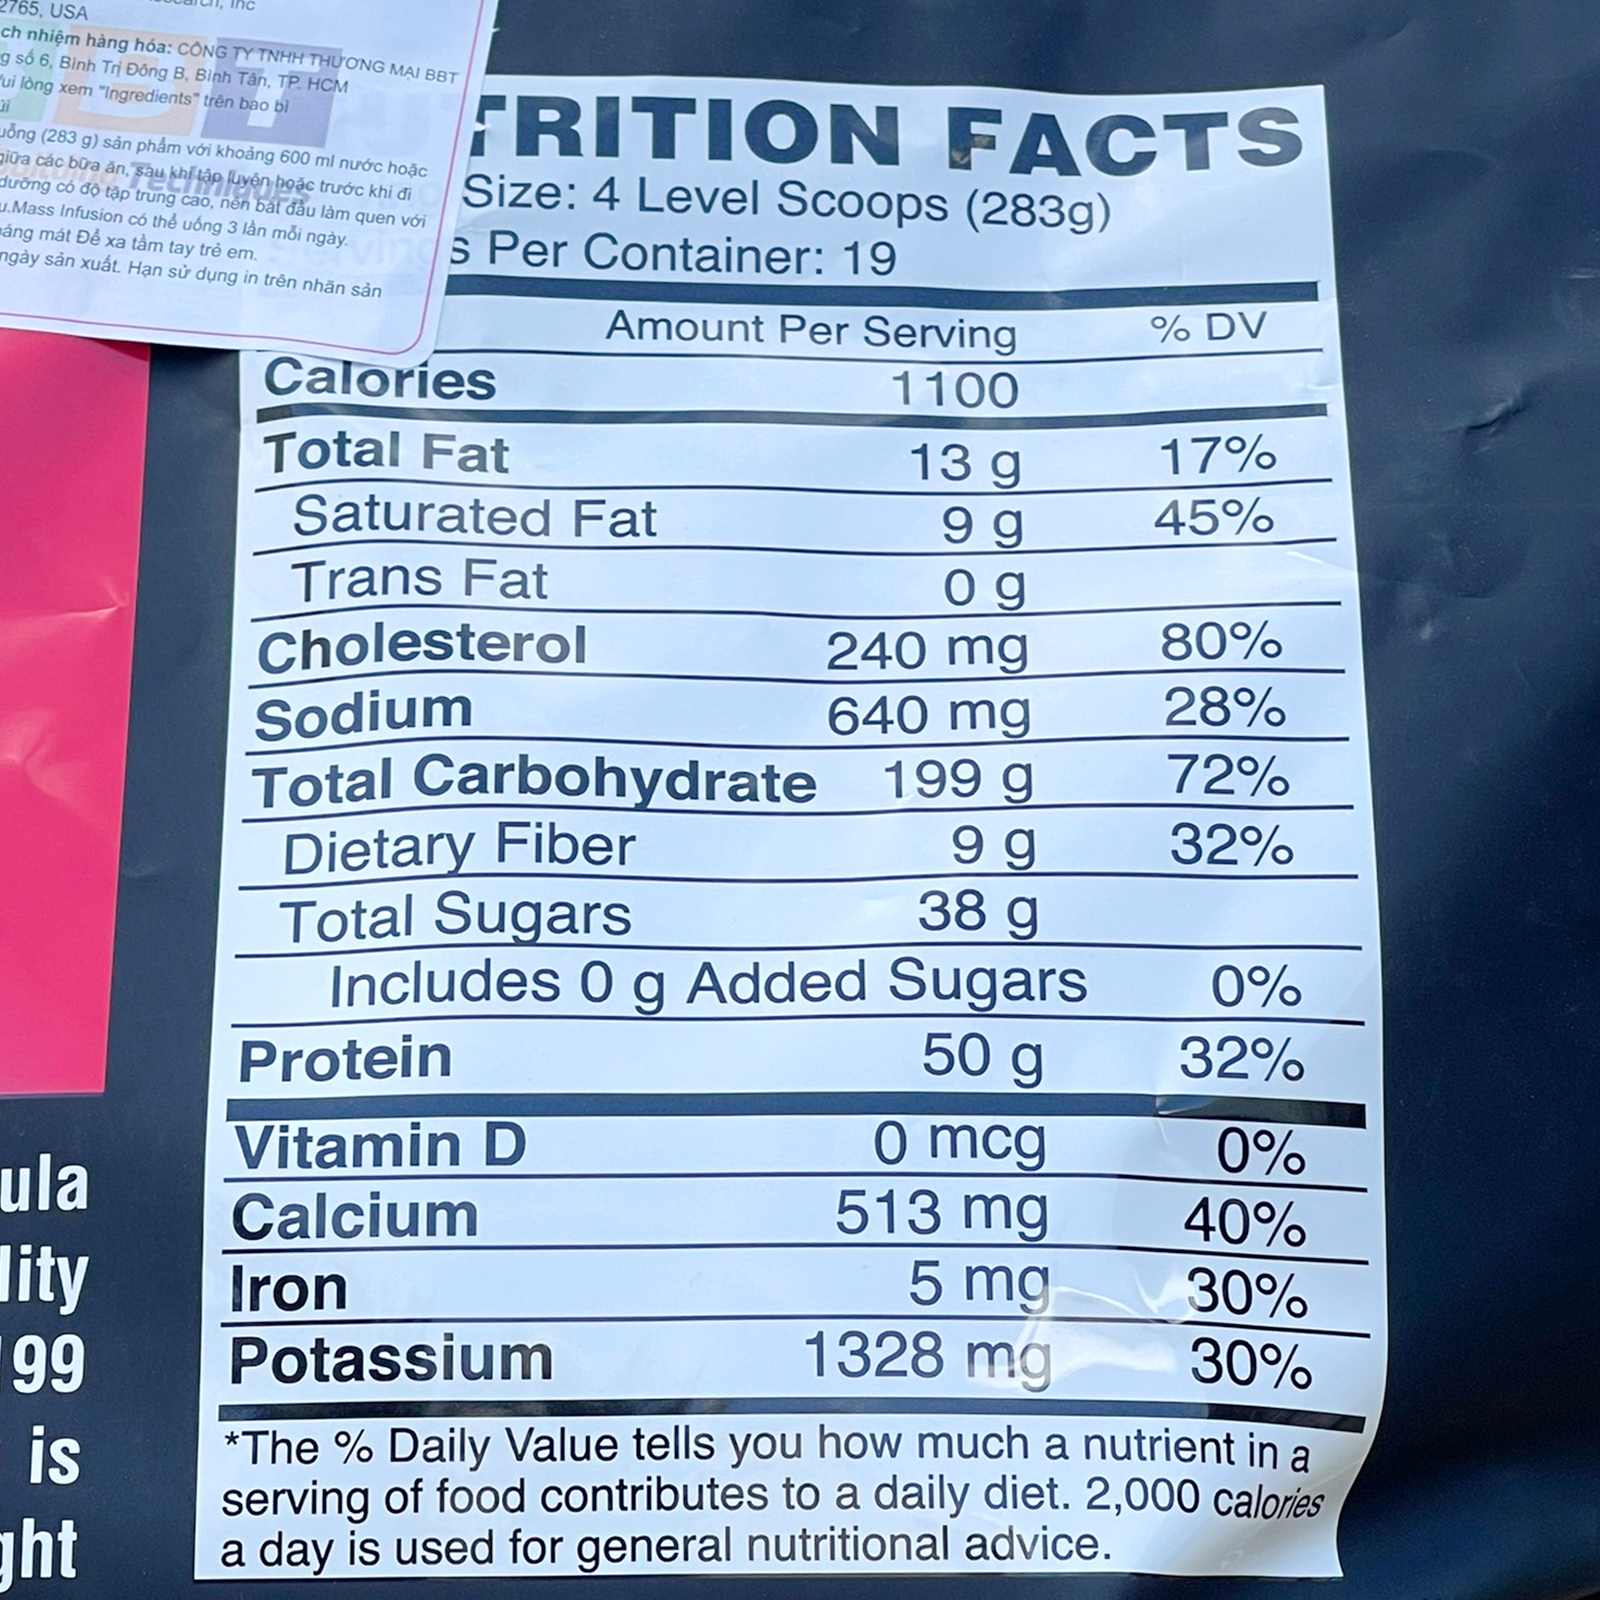 2765, USA
ch nhiệm hàng hóa: CÔNG TY TNHH THƯƠNG MẠI BBT
g số 6, Bình Trị Đông B, Bình Tân, TP. HCM
ui lòng xem "Ingredients" trên bao bì
uỗng (283 g) sản phẩm với khoảng 600 ml nước hoặc
giữa các bữa ăn, sau khi tập luyện hoặc trước khi đi
dưỡng có độ tập trung cao, nên bắt đầu làm quen với
u.Mass Infusion có thể uống 3 lần mỗi ngày.
áng mát Để xa tầm tay trẻ em.
ngày sản xuất. Hạn sử dụng in trên nhãn sản
TRITION FACTS
Size: 4 Level Scoops (283g)
s Per Container: 19
Amount Per Serving % DV
Calories 1100
Total Fat 13 g 17%
Saturated Fat 9 g 45%
Trans Fat 0 g
Cholesterol 240 mg 80%
Sodium 640 mg 28%
Total Carbohydrate 199 g 72%
Dietary Fiber 9 g 32%
Total Sugars 38 g
Includes 0 g Added Sugars 0%
Protein 50 g 32%
Vitamin D 0 mcg 0%
Calcium 513 mg 40%
Iron 5 mg 30%
Potassium 1328 mg 30%
*The % Daily Value tells you how much a nutrient in a
serving of food contributes to a daily diet. 2,000 calories
a day is used for general nutritional advice.
ula
lity
199
is
ght